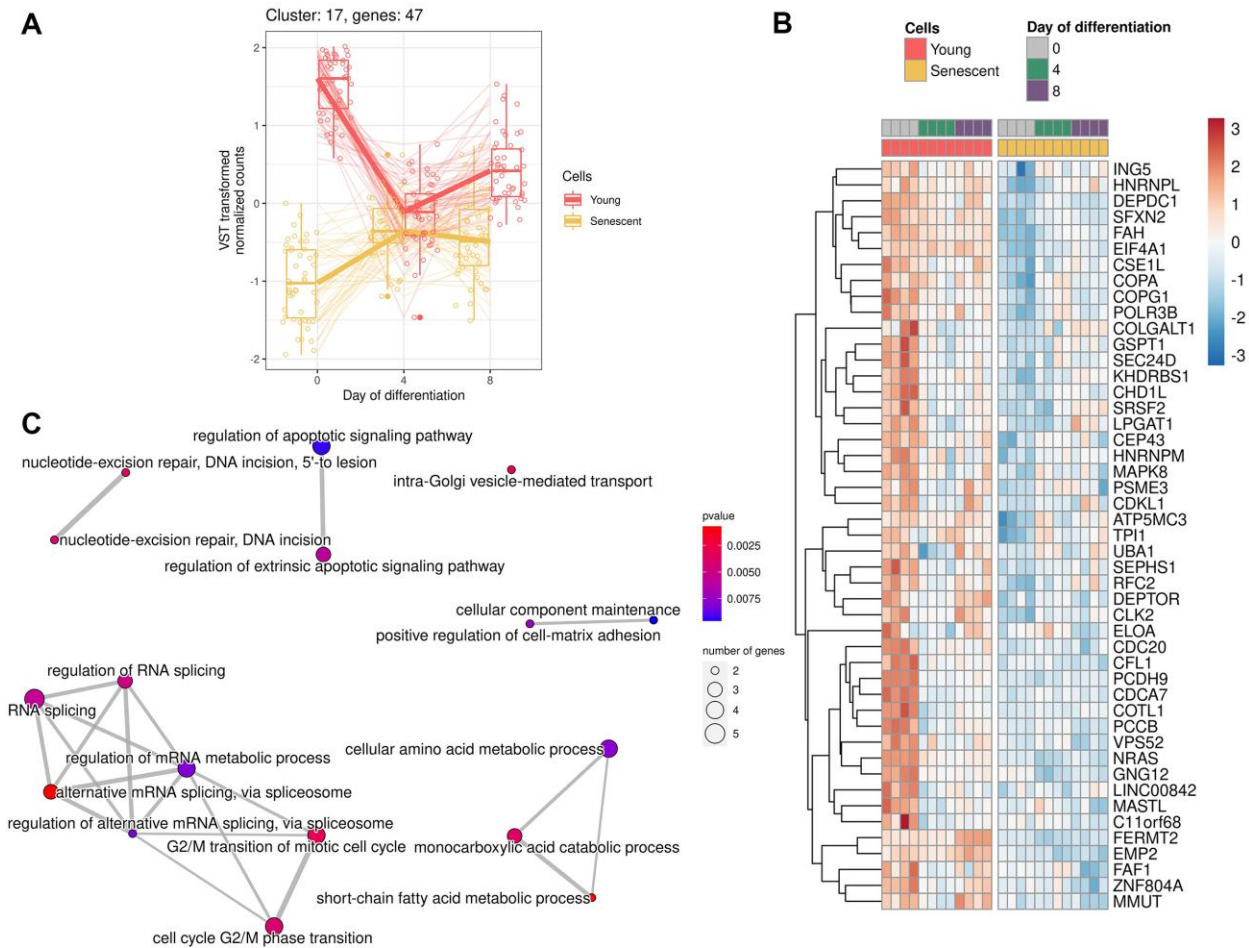 A
Cluster: 17, genes: 47
VST transformed
normalized counts
2
1
0
-1
-2
0
4
8
Day of differentiation
Cells
Young
Senescent
B
Cells
Young
Senescent
Day of differentiation
0
4
8
3
2
1
0
-1
-2
-3
ING5
HNRNPL
DEPDC1
SFXN2
FAH
EIF4A1
CSE1L
COPA
COPG1
POLR3B
COLGALT1
GSPT1
SEC24D
KHDRBS1
CHD1L
SRSF2
LPGAT1
CEP43
HNRNPM
MAPK8
PSME3
CDKL1
ATP5MC3
TPI1
UBA1
SEPHS1
RFC2
DEPTOR
CLK2
ELOA
CDC20
CFL1
PCDH9
CDCA7
COTL1
PCCB
VPS52
NRAS
GNG12
LINC00842
MASTL
C11orf68
FERMT2
EMP2
FAF1
ZNF804A
MMUT
C
regulation of apoptotic signaling pathway
nucleotide-excision repair, DNA incision, 5'-to lesion
intra-Golgi vesicle-mediated transport
nucleotide-excision repair, DNA incision
regulation of extrinsic apoptotic signaling pathway
cellular component maintenance
positive regulation of cell-matrix adhesion
regulation of RNA splicing
RNA splicing
regulation of mRNA metabolic process
cellular amino acid metabolic process
alternative mRNA splicing, via spliceosome
regulation of alternative mRNA splicing, via spliceosome
G2/M transition of mitotic cell cycle
monocarboxylic acid catabolic process
short-chain fatty acid metabolic process
cell cycle G2/M phase transition
pvalue
0.0025
0.0050
0.0075
number of genes
2
3
4
5